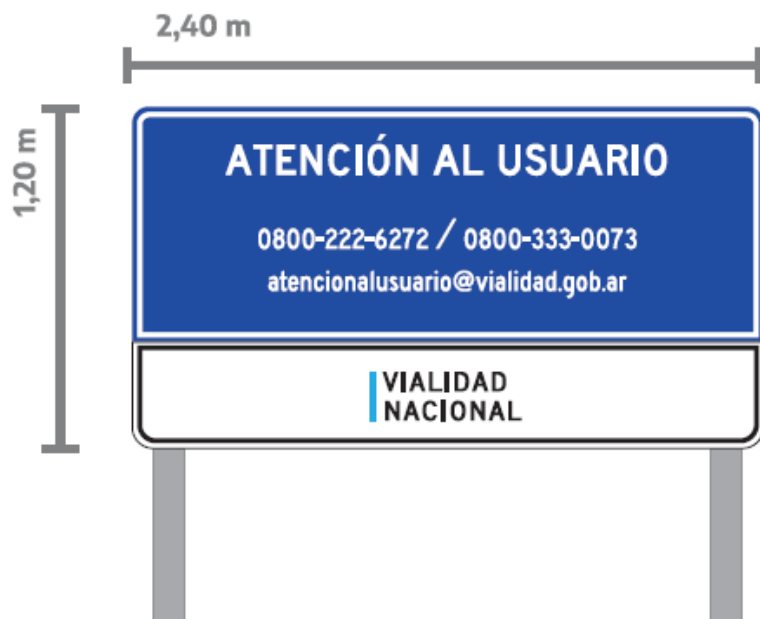 2,40 m
1,20 m
ATENCIÓN AL USUARIO
0800-222-6272 / 0800-333-0073
atencionalusuario@vialidad.gob.ar
VIALIDAD
NACIONAL